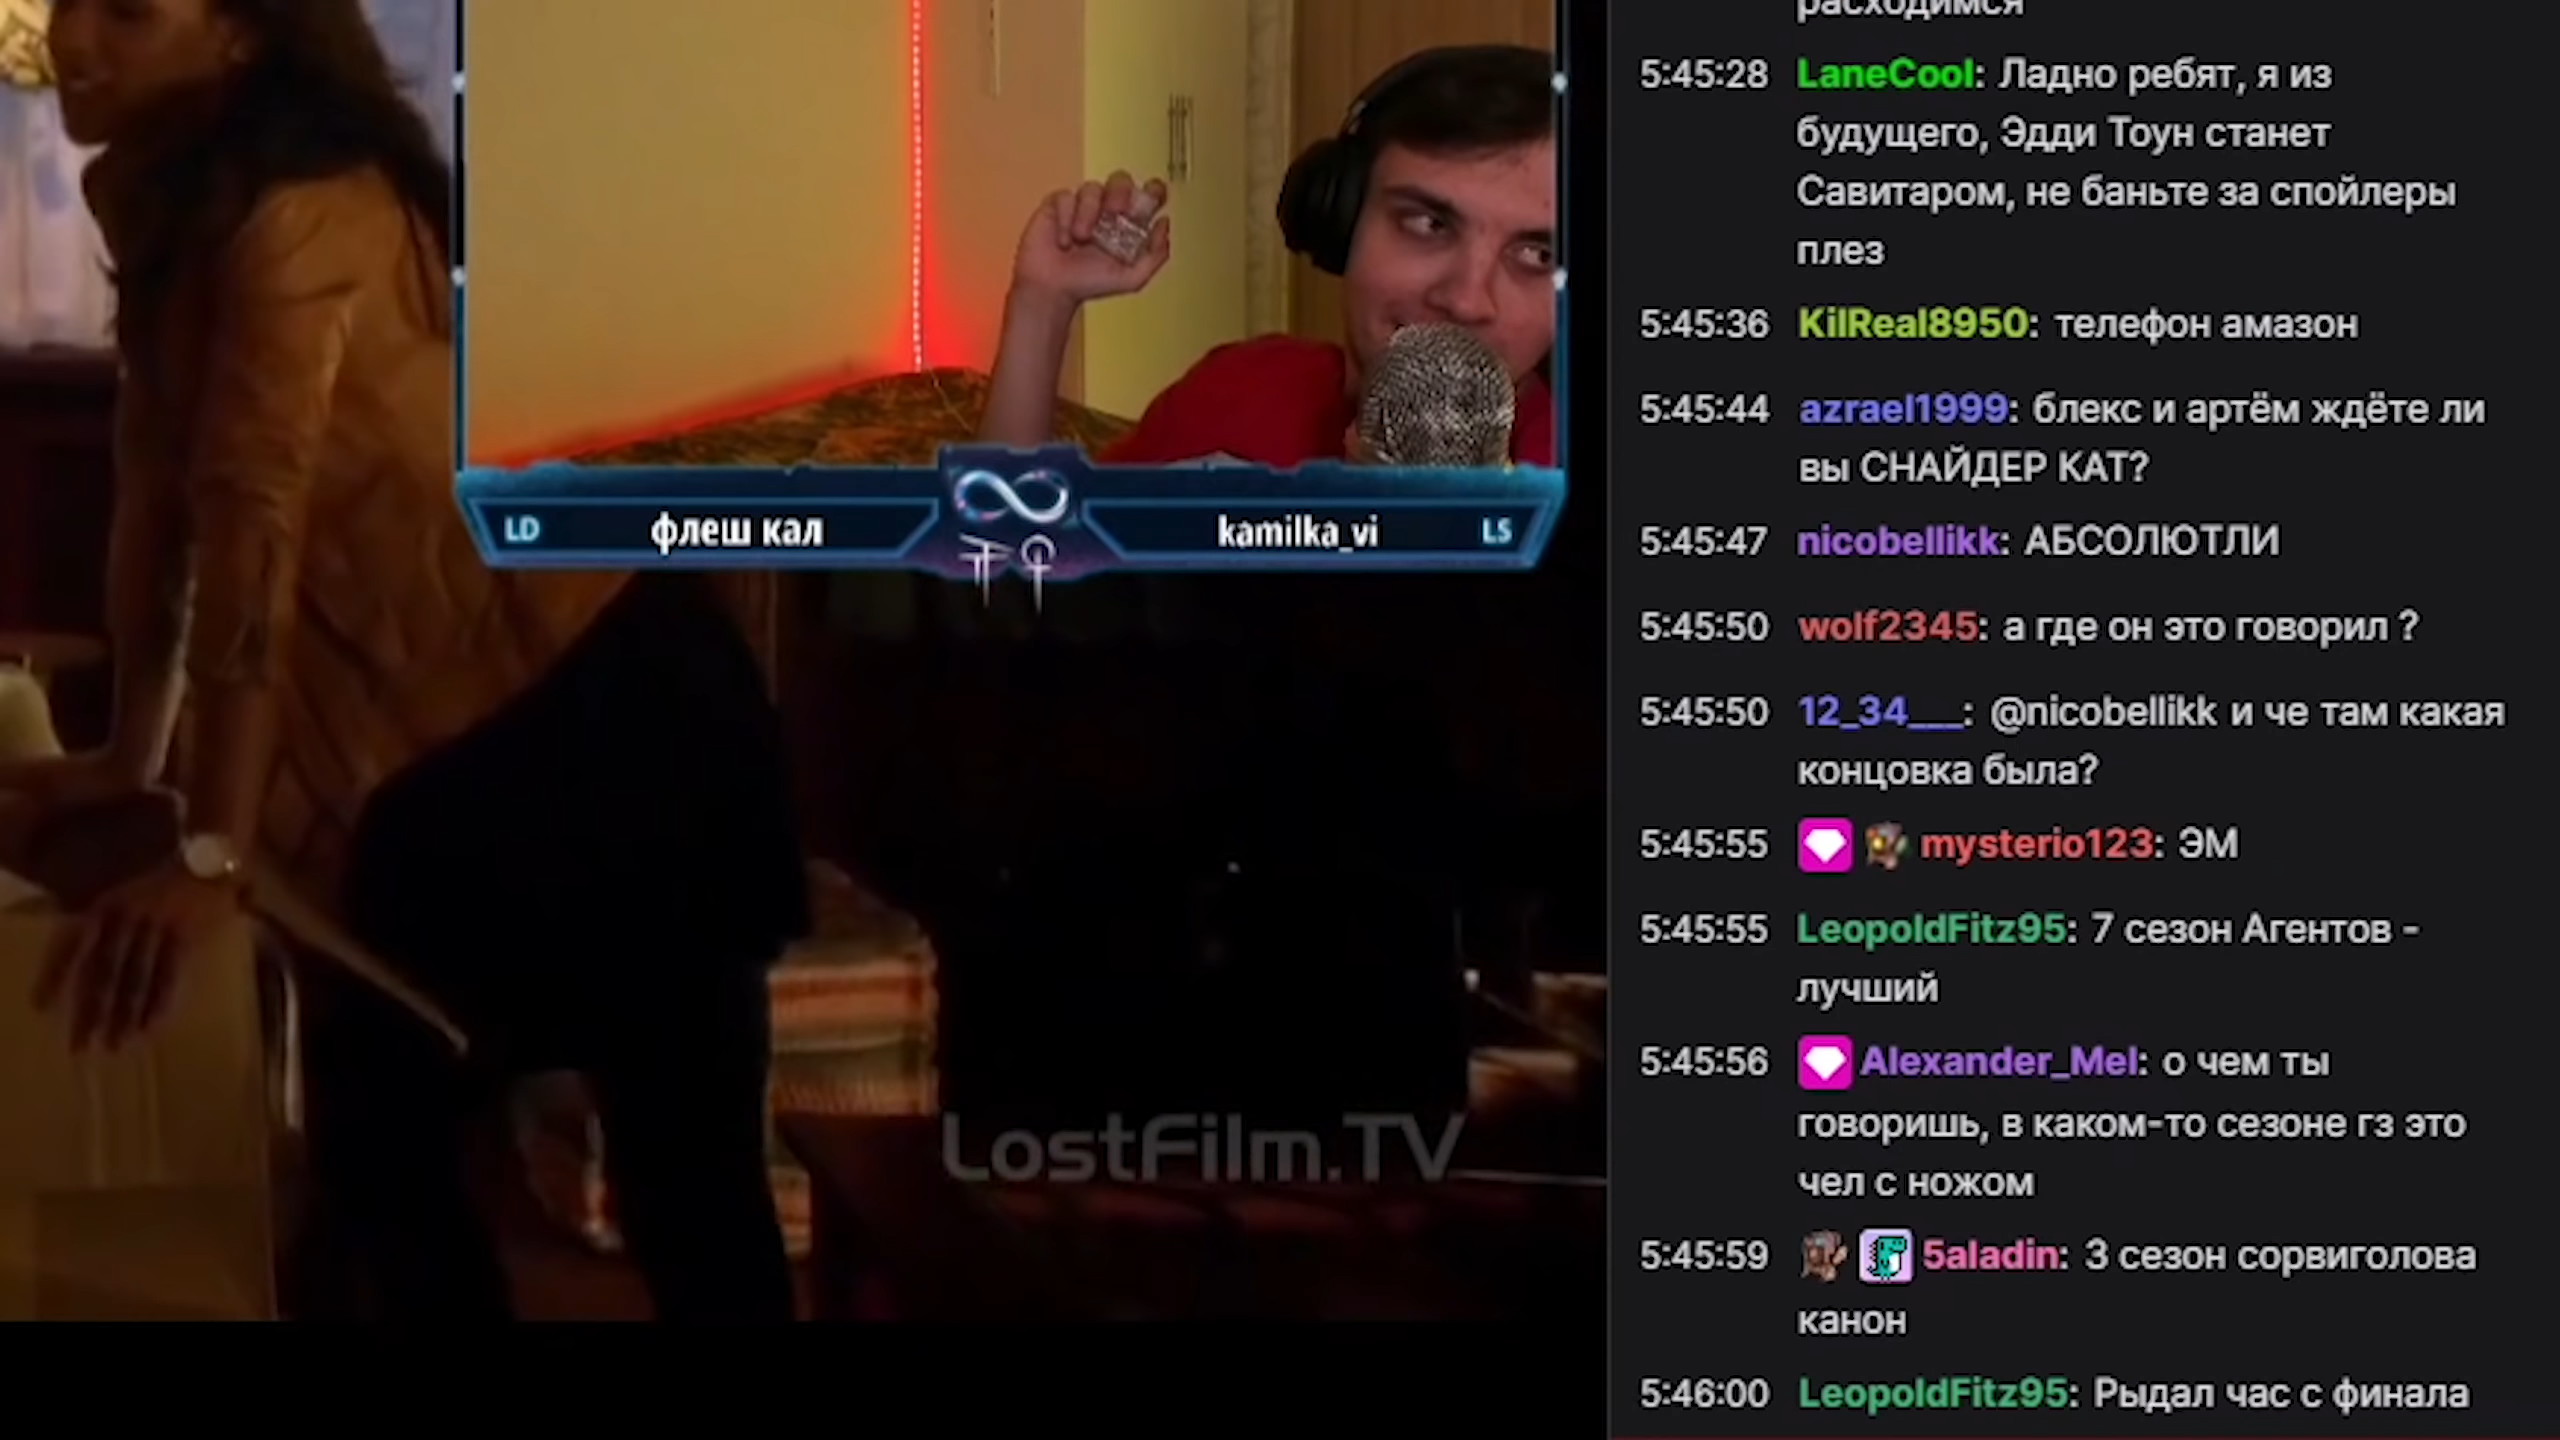 расходимся
5:45:28 LaneCool: Ладно ребят, я из
будущего, Эдди Тоун станет
Савитаром, не баньте за спойлеры
плез
5:45:36 KilReal8950: телефон амазон
5:45:44 azrael1999: блекс и артём ждёте ли
вы СНАЙДЕР КАТ?
5:45:47 nicobellikk: АБСОЛЮТЛИ
5:45:50 wolf2345: а где он это говорил ?
5:45:50 12_34___: @nicobellikk и че там какая
концовка была?
5:45:55 mysterio123: ЭМ
5:45:55 LeopoldFitz95: 7 сезон Агентов -
лучший
5:45:56 Alexander_Mel: о чем ты
говоришь, в каком-то сезоне гз это
чел с ножом
5:45:59 5aladin: 3 сезон сорвиголова
канон
5:46:00 LeopoldFitz95: Рыдал час с финала
LD флеш кал kamilka_vi LS
LostFilm.TV